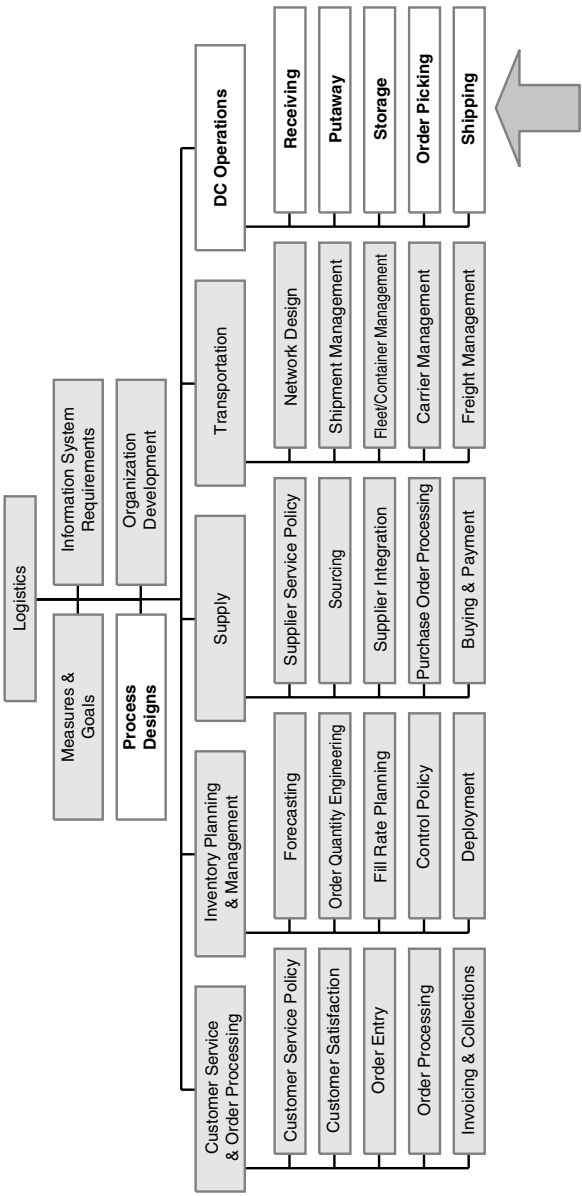 Logistics
Measures &
Goals
Information System
Requirements
Process
Designs
Organization
Development
Customer Service
& Order Processing
Customer Service Policy
Customer Satisfaction
Order Entry
Order Processing
Invoicing & Collections
Inventory Planning
& Management
Forecasting
Order Quantity Engineering
Fill Rate Planning
Control Policy
Deployment
Supply
Supplier Service Policy
Sourcing
Supplier Integration
Purchase Order Processing
Buying & Payment
Transportation
Network Design
Shipment Management
Fleet/Container Management
Carrier Management
Freight Management
DC Operations
Receiving
Putaway
Storage
Order Picking
Shipping